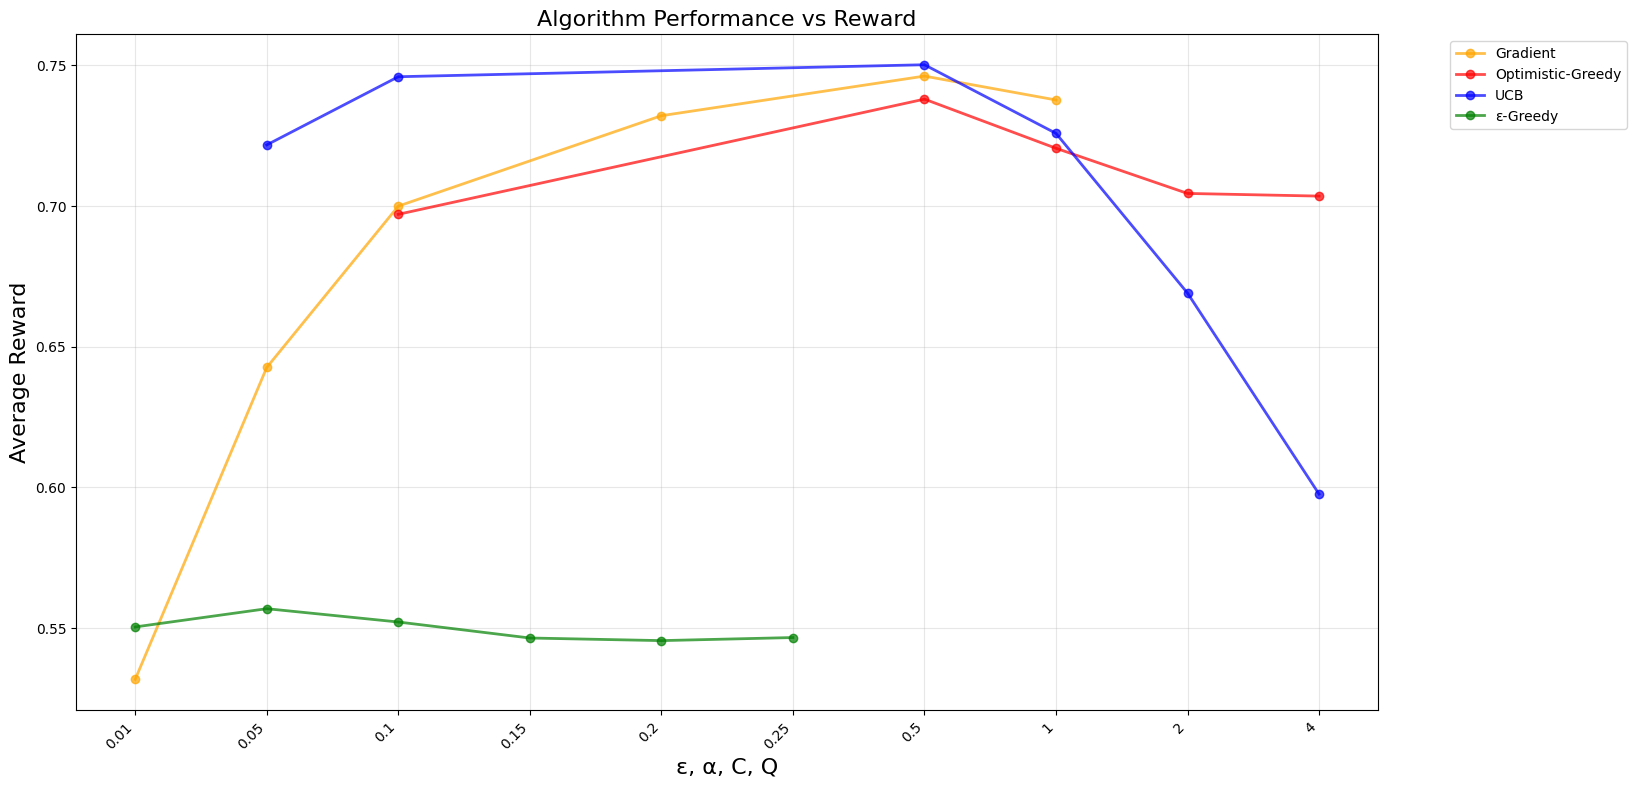 Algorithm Performance vs Reward
Gradient
Optimistic-Greedy
UCB
ε-Greedy
Average Reward
0.75
0.70
0.65
0.60
0.55
0.01
0.05
0.1
0.15
0.2
0.25
0.5
1
2
4
ε, α, C, Q